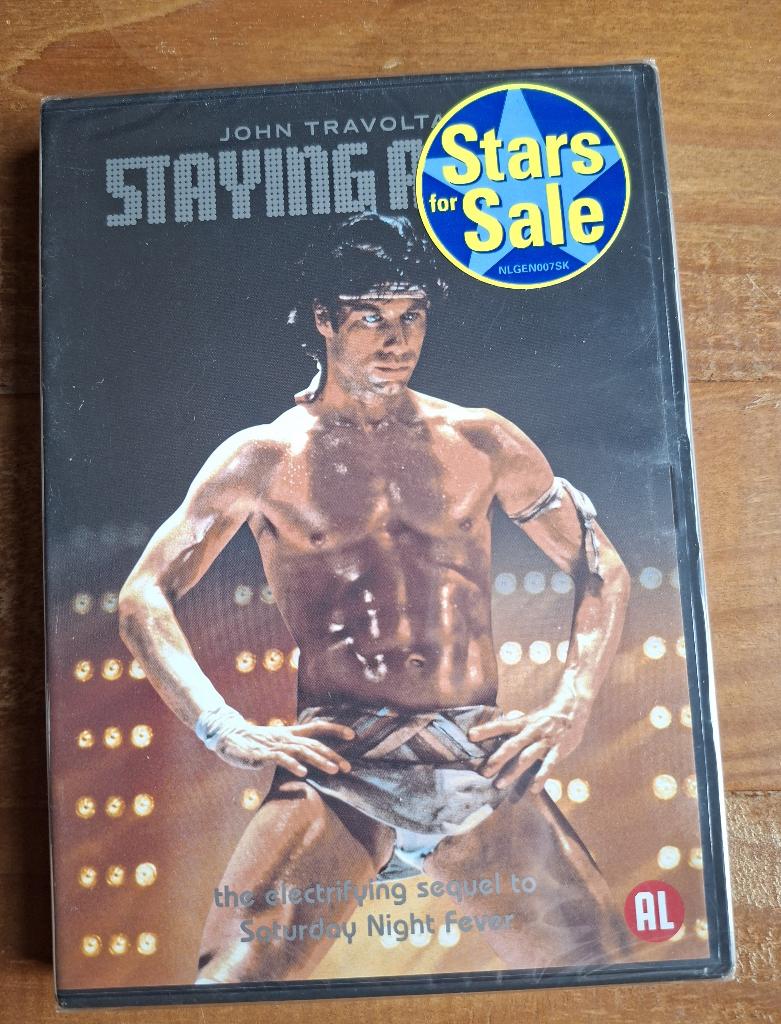 JOHN TRAVOLTA
STAYING A
Stars
for Sale
NLGEN007SK
the electrifying sequel to
Saturday Night Fever
AL